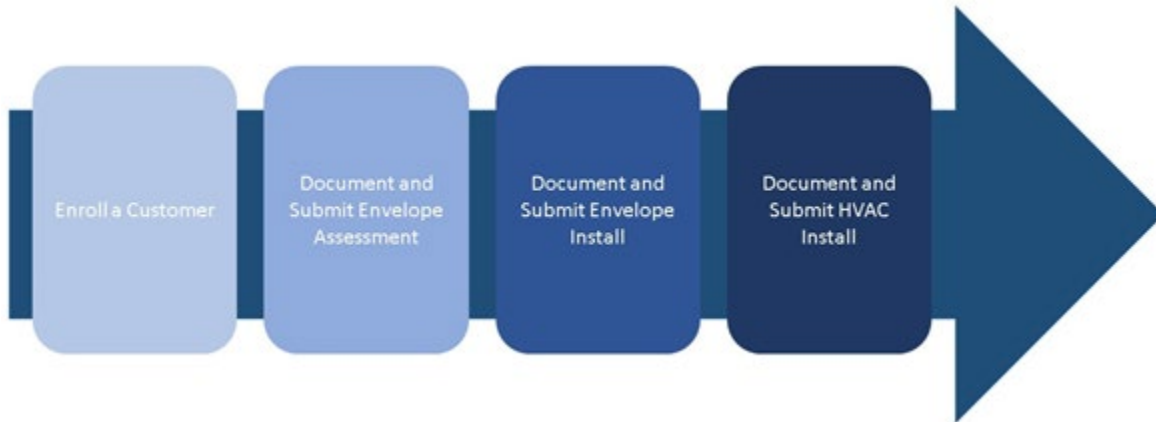 Enroll a Customer
Document and
Submit Envelope
Assessment
Document and
Submit Envelope
Install
Document and
Submit HVAC
Install